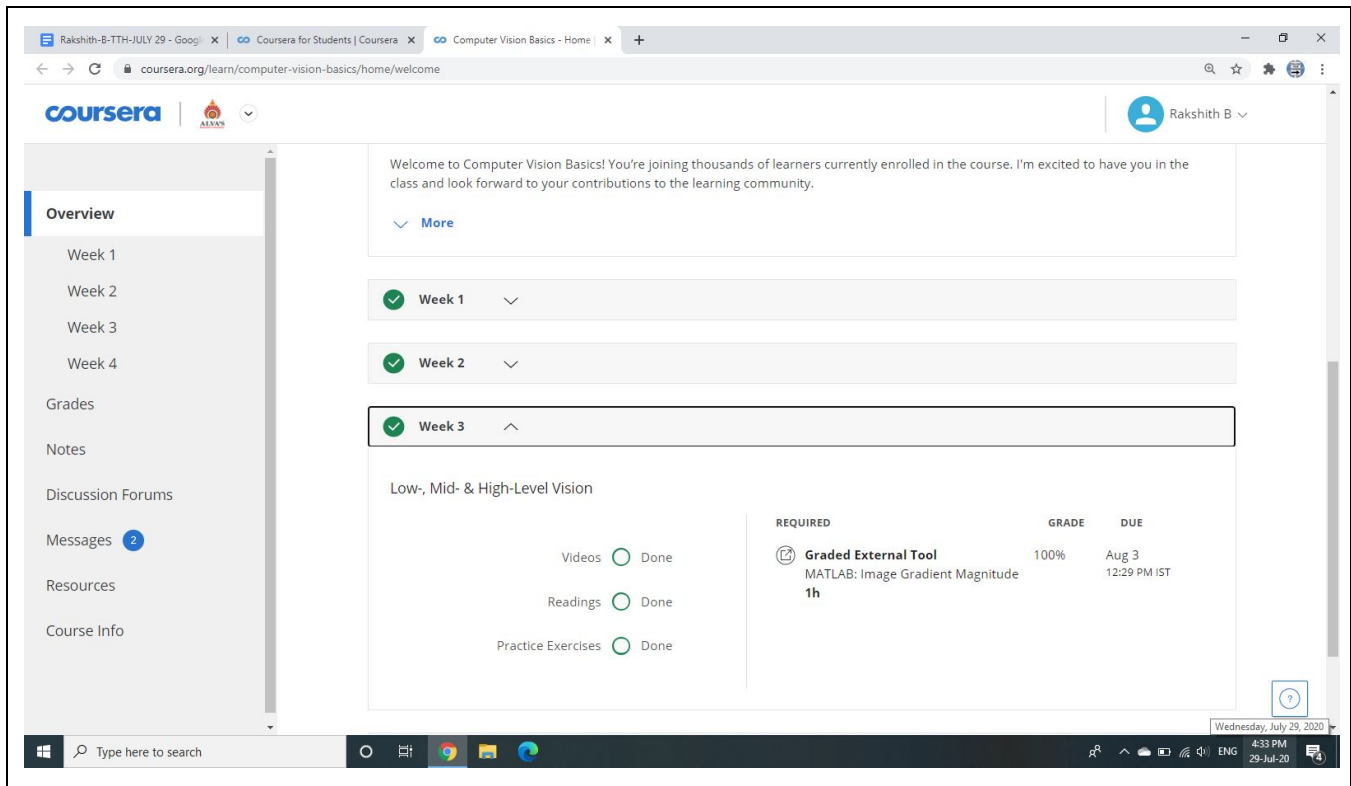 Rakshith-B-TTH-JULY 29 - Googl
Coursera for Students | Coursera
Computer Vision Basics - Home |
coursera.org/learn/computer-vision-basics/home/welcome
coursera
ALVA'S
Rakshith B
Welcome to Computer Vision Basics! You're joining thousands of learners currently enrolled in the course. I'm excited to have you in the
class and look forward to your contributions to the learning community.
More
Overview
Week 1
Week 2
Week 3
Week 4
Grades
Notes
Discussion Forums
Messages 2
Resources
Course Info
Week 1
Week 2
Week 3
Low-, Mid- & High-Level Vision
Videos Done
Readings Done
Practice Exercises Done
REQUIRED GRADE DUE
Graded External Tool 100% Aug 3
MATLAB: Image Gradient Magnitude 12:29 PM IST
1h
?
Wednesday, July 29, 2020
Type here to search
ENG
4:33 PM
29-Jul-20
4